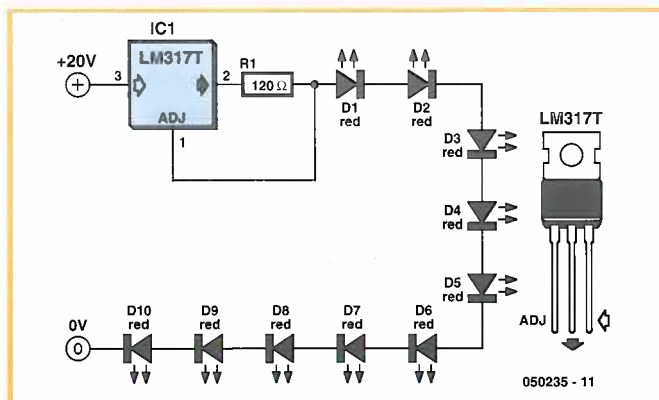 IC1
+20V
LM317T
3
2
R1
120 Ω
ADJ
1
D1
red
D2
red
D3
red
D4
red
D5
red
LM317T
ADJ
0V
0
D10
red
D9
red
D8
red
D7
red
D6
red
050235 - 11